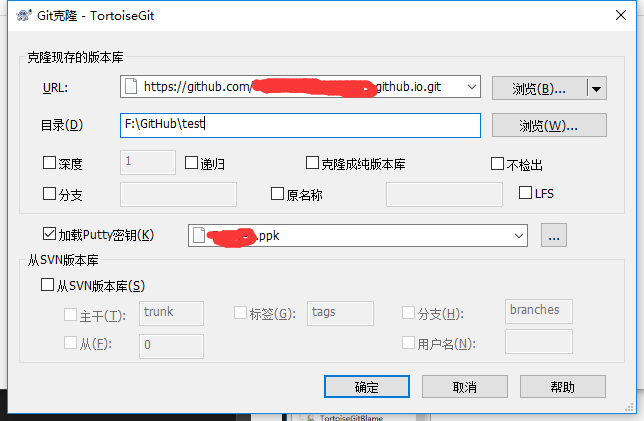 Git克隆 - TortoiseGit
克隆现存的版本库
URL: https://github.com/ github.io.git 浏览(B)...
目录(D) F:\GitHub\test 浏览(W)...
深度 1 递归 克隆成纯版本库 不检出
分支 原名称 LFS
加载Putty密钥(K) .ppk ...
从SVN版本库
从SVN版本库(S)
主干(T): trunk 标签(G): tags 分支(H): branches
从(F): 0 用户名(N):
确定 取消 帮助
TortoiseGitBlame